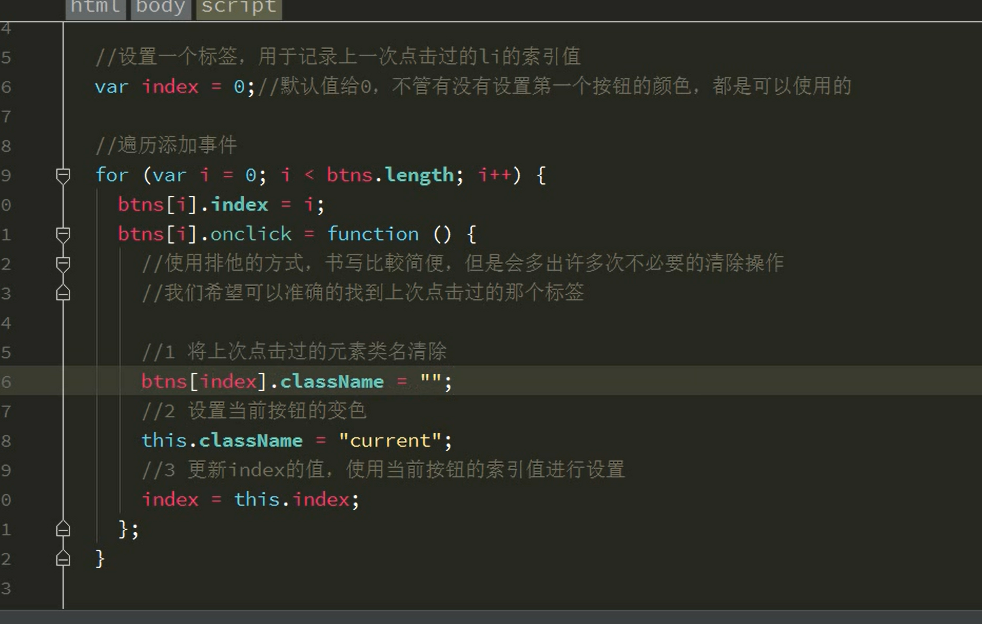 html body script
4
5 //设置一个标签，用于记录上一次点击过的li的索引值
6 var index = 0;//默认值给0，不管有没有设置第一个按钮的颜色，都是可以使用的
7
8 //遍历添加事件
9 for (var i = 0; i < btns.length; i++) {
0 btns[i].index = i;
1 btns[i].onclick = function () {
2 //使用排他的方式，书写比較简便，但是会多出许多次不必要的清除操作
3 //我们希望可以准确的找到上次点击过的那个标签
4
5 //1 将上次点击过的元素类名清除
6 btns[index].className = "";
7 //2 设置当前按钮的变色
8 this.className = "current";
9 //3 更新index的值，使用当前按钮的索引值进行设置
0 index = this.index;
1 };
2 }
3